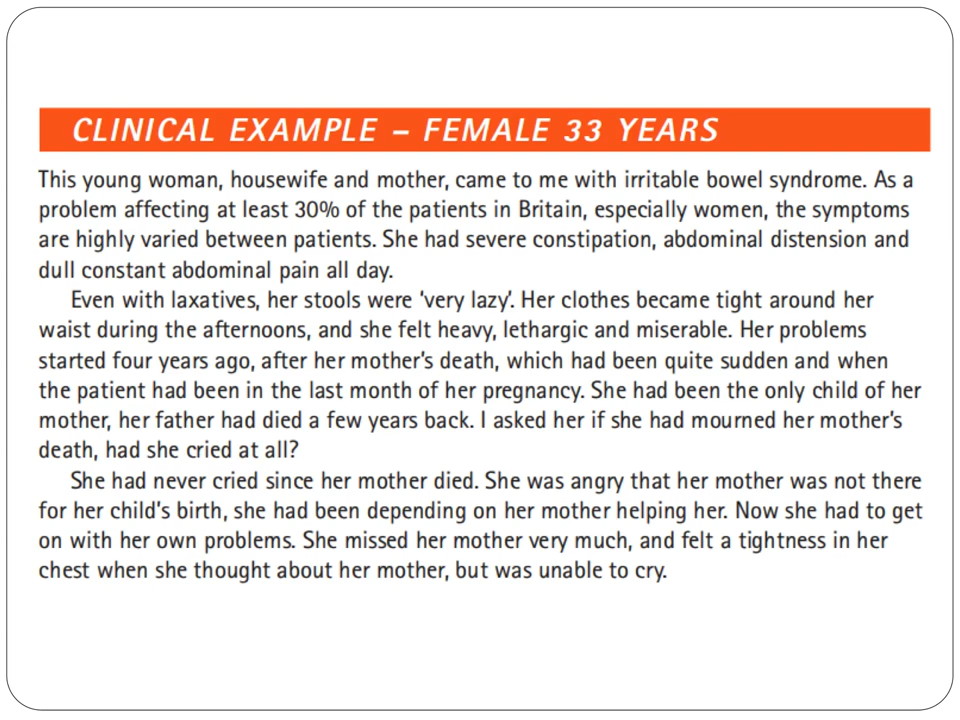 CLINICAL EXAMPLE – FEMALE 33 YEARS
This young woman, housewife and mother, came to me with irritable bowel syndrome. As a
problem affecting at least 30% of the patients in Britain, especially women, the symptoms
are highly varied between patients. She had severe constipation, abdominal distension and
dull constant abdominal pain all day.
Even with laxatives, her stools were ‘very lazy’. Her clothes became tight around her
waist during the afternoons, and she felt heavy, lethargic and miserable. Her problems
started four years ago, after her mother’s death, which had been quite sudden and when
the patient had been in the last month of her pregnancy. She had been the only child of her
mother, her father had died a few years back. I asked her if she had mourned her mother’s
death, had she cried at all?
She had never cried since her mother died. She was angry that her mother was not there
for her child’s birth, she had been depending on her mother helping her. Now she had to get
on with her own problems. She missed her mother very much, and felt a tightness in her
chest when she thought about her mother, but was unable to cry.